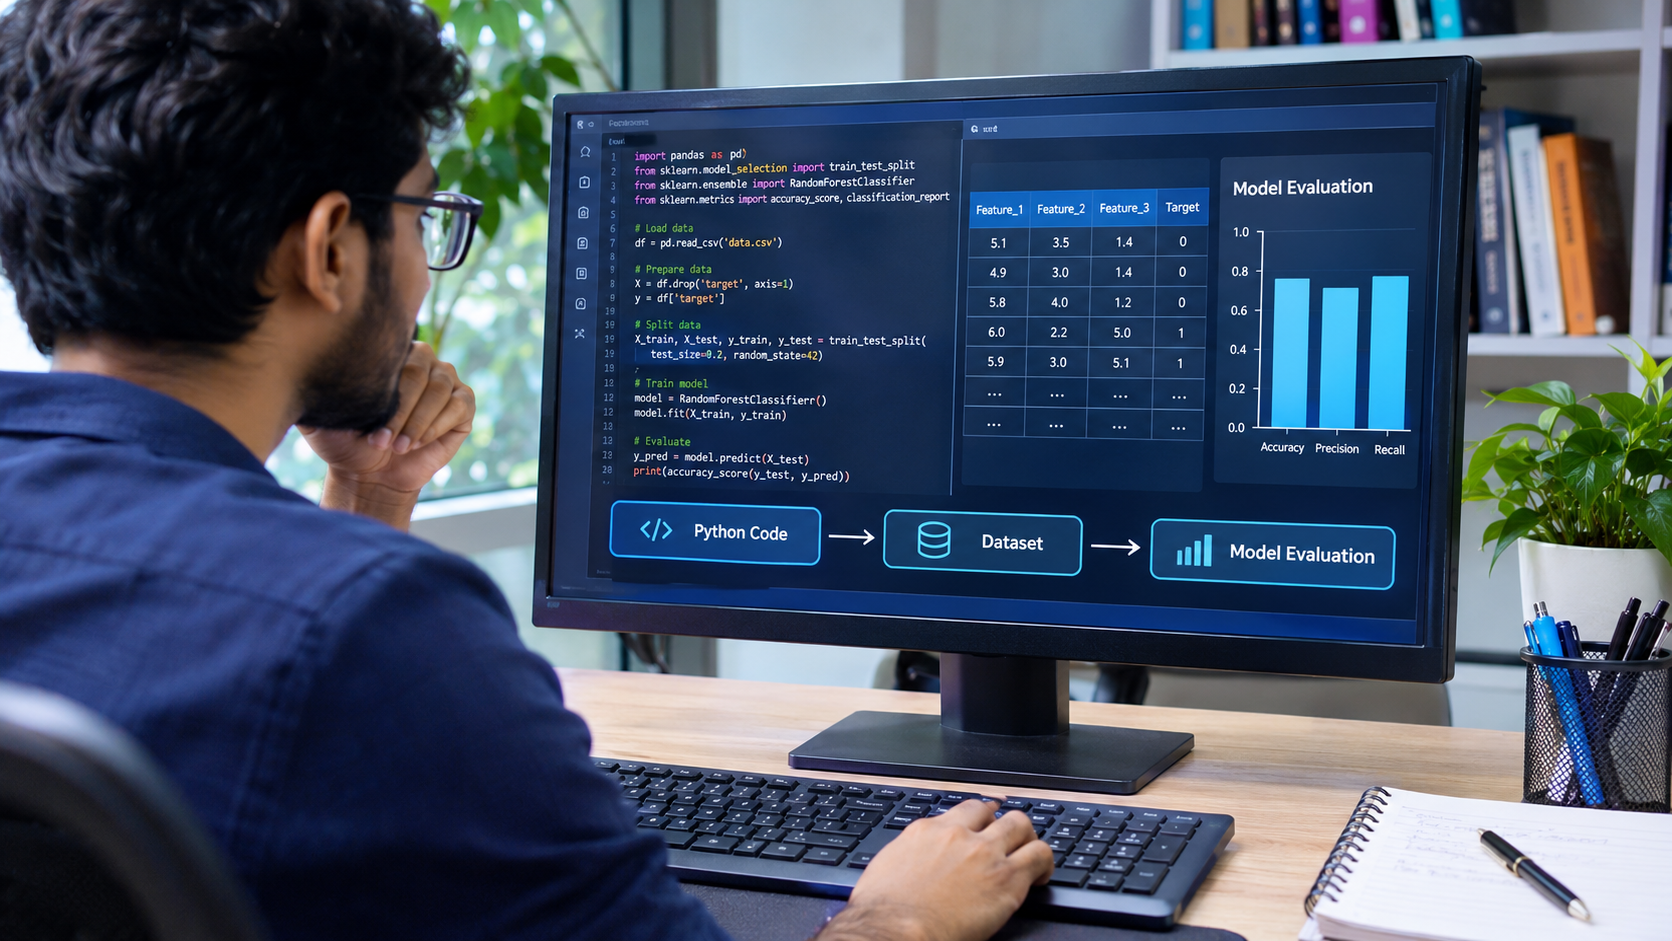 import pandas as pd)
from sklearn.model_selection import train_test_split
from sklearn.ensemble import RandomForestClassifier
from sklearn.metrics import accuracy_score, classification_report
# Load data
df = pd.read_csv('data.csv')
# Prepare data
X = df.drop('target', axis=1)
y = df['target']
# Split data
X_train, X_test, y_train, y_test = train_test_split(
test_size=0.2, random_state=42)
# Train model
model = RandomForestClassifierr()
model.fit(X_train, y_train)
# Evaluate
y_pred = model.predict(X_test)
print(accuracy_score(y_test, y_pred))
Feature_1 Feature_2 Feature_3 Target
5.1 3.5 1.4 0
4.9 3.0 1.4 0
5.8 4.0 1.2 0
6.0 2.2 5.0 1
5.9 3.0 5.1 1
... ... ... ...
... ... ... ...
Model Evaluation
1.0
0.8
0.6
0.4
0.2
0.0
Accuracy Precision Recall
</> Python Code
Dataset
Model Evaluation